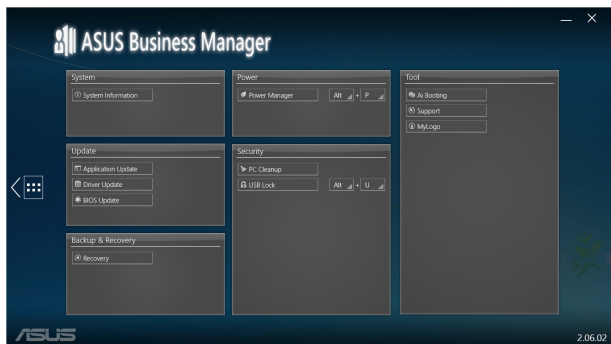 ASUS Business Manager
System
System Information
Power
Power Manager Alt + P
Tool
Ai Booting
Support
MyLogo
Update
Application Update
Driver Update
BIOS Update
Security
PC Cleanup
USB Lock Alt + U
Backup & Recovery
Recovery
ASUS
2.06.02